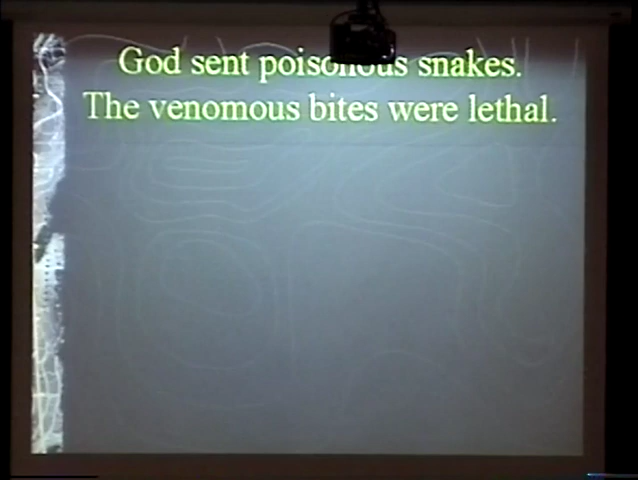 God sent poisonous snakes.
The venomous bites were lethal.